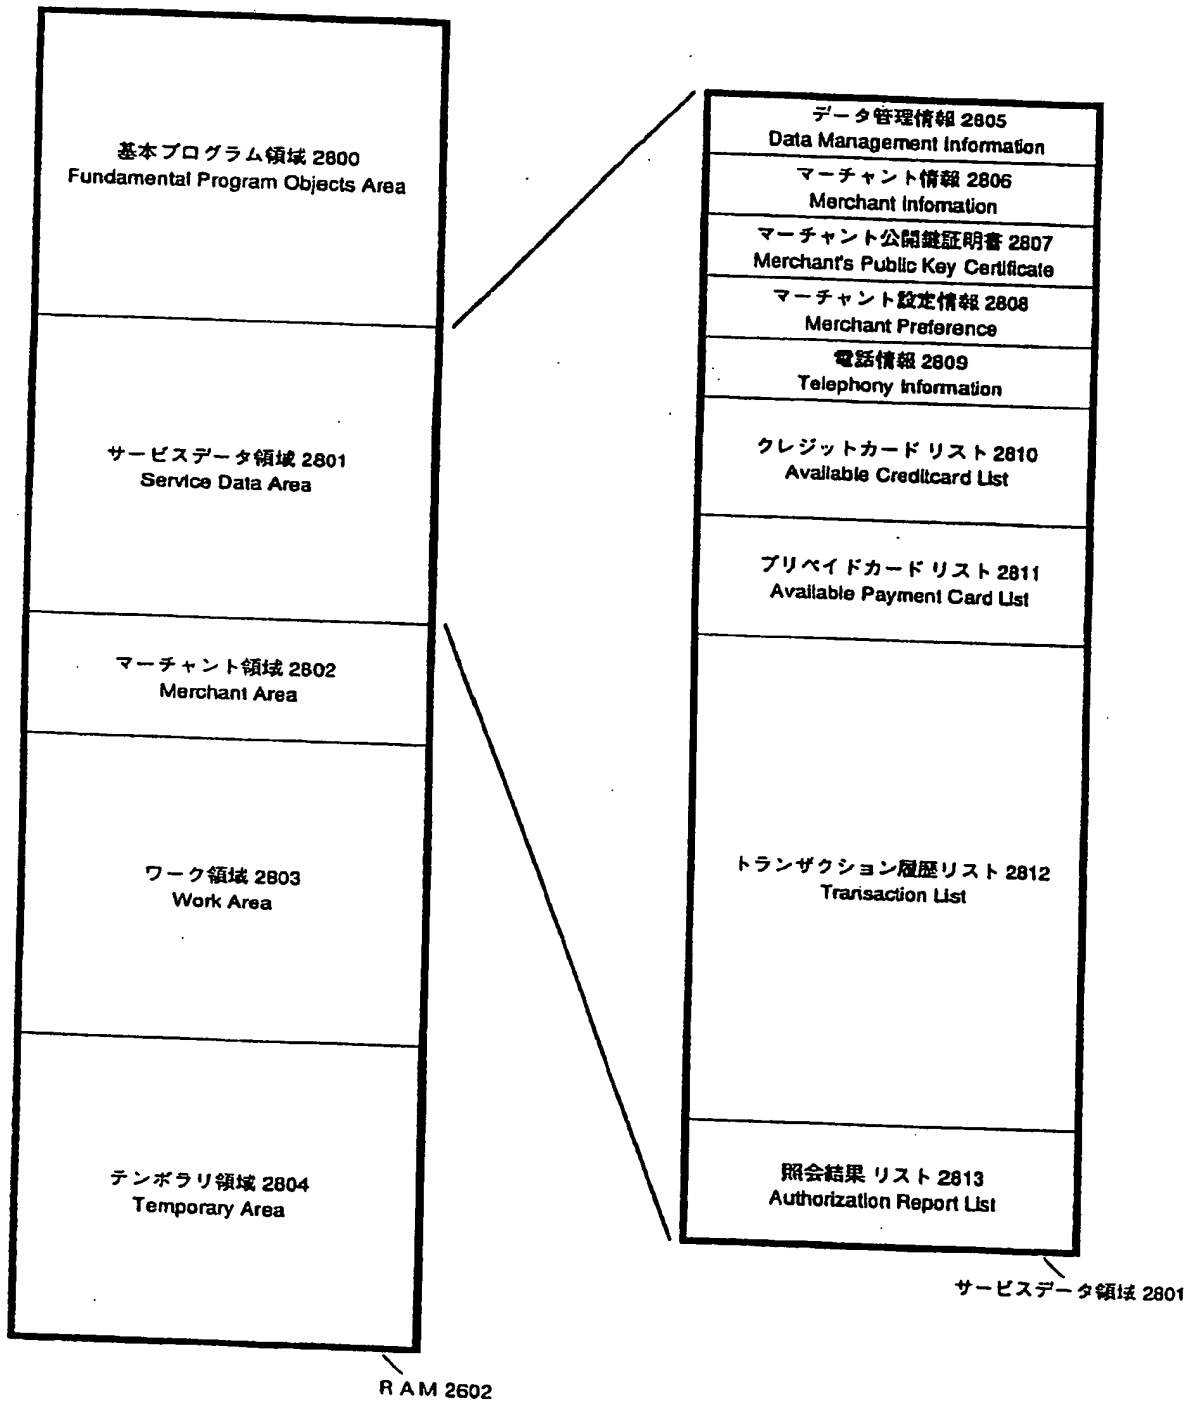 基本プログラム領域 2800
Fundamental Program Objects Area
サービスデータ領域 2801
Service Data Area
マーチャント領域 2802
Merchant Area
ワーク領域 2803
Work Area
テンポラリ領域 2804
Temporary Area
RAM 2602
データ管理情報 2805
Data Management Information
マーチャント情報 2806
Merchant Infomation
マーチャント公開鍵証明書 2807
Merchant's Public Key Certificate
マーチャント設定情報 2808
Merchant Preference
電話情報 2809
Telephony Information
クレジットカード リスト 2810
Available Creditcard List
プリペイドカード リスト 2811
Available Payment Card List
トランザクション履歴リスト 2812
Transaction List
照会結果 リスト 2813
Authorization Report List
サービスデータ領域 2801